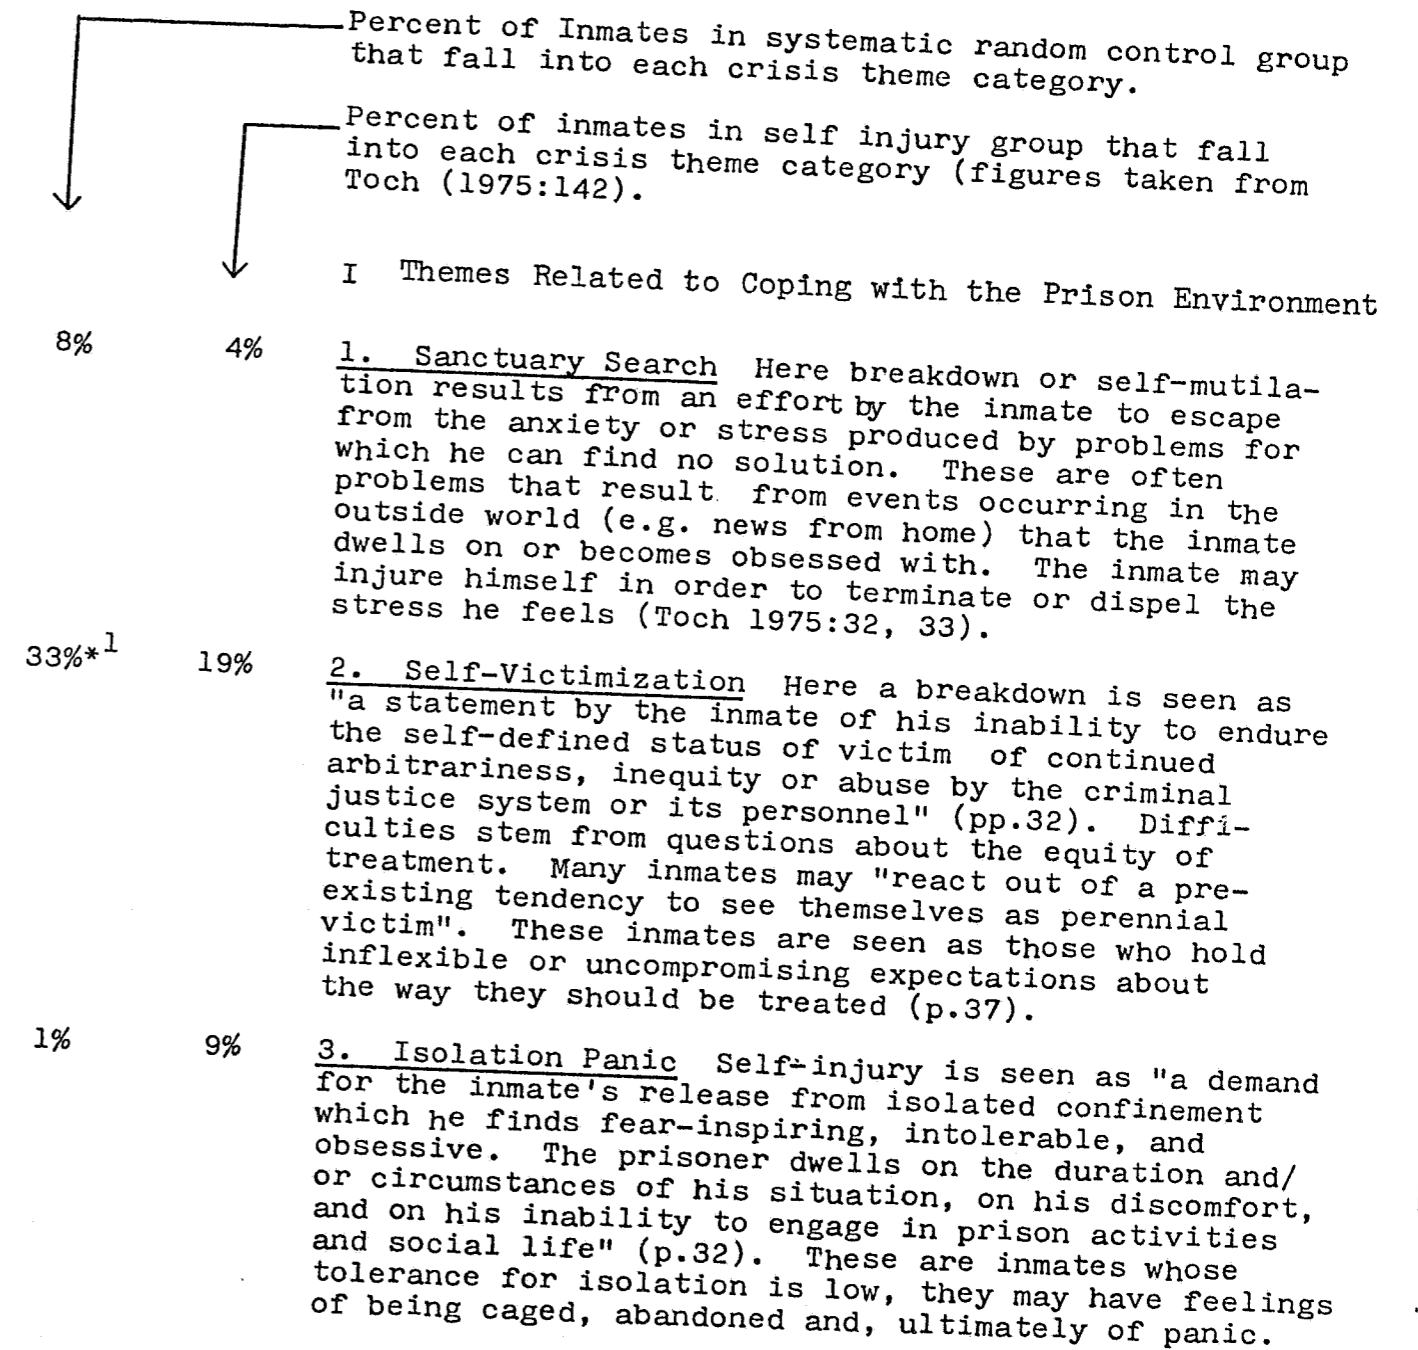 Percent of Inmates in systematic random control group
that fall into each crisis theme category.
Percent of inmates in self injury group that fall
into each crisis theme category (figures taken from
Toch (1975:142).
I Themes Related to Coping with the Prison Environment
8% 4% 1. Sanctuary Search Here breakdown or self-mutila-
tion results from an effort by the inmate to escape
from the anxiety or stress produced by problems for
which he can find no solution. These are often
problems that result from events occurring in the
outside world (e.g. news from home) that the inmate
dwells on or becomes obsessed with. The inmate may
injure himself in order to terminate or dispel the
stress he feels (Toch 1975:32, 33).
33%*1 19% 2. Self-Victimization Here a breakdown is seen as
"a statement by the inmate of his inability to endure
the self-defined status of victim of continued
arbitrariness, inequity or abuse by the criminal
justice system or its personnel" (pp.32). Diffi-
culties stem from questions about the equity of
treatment. Many inmates may "react out of a pre-
existing tendency to see themselves as perennial
victim". These inmates are seen as those who hold
inflexible or uncompromising expectations about
the way they should be treated (p.37).
1% 9% 3. Isolation Panic Self-injury is seen as "a demand
for the inmate's release from isolated confinement
which he finds fear-inspiring, intolerable, and
obsessive. The prisoner dwells on the duration and/
or circumstances of his situation, on his discomfort,
and on his inability to engage in prison activities
and social life" (p.32). These are inmates whose
tolerance for isolation is low, they may have feelings
of being caged, abandoned and, ultimately of panic.